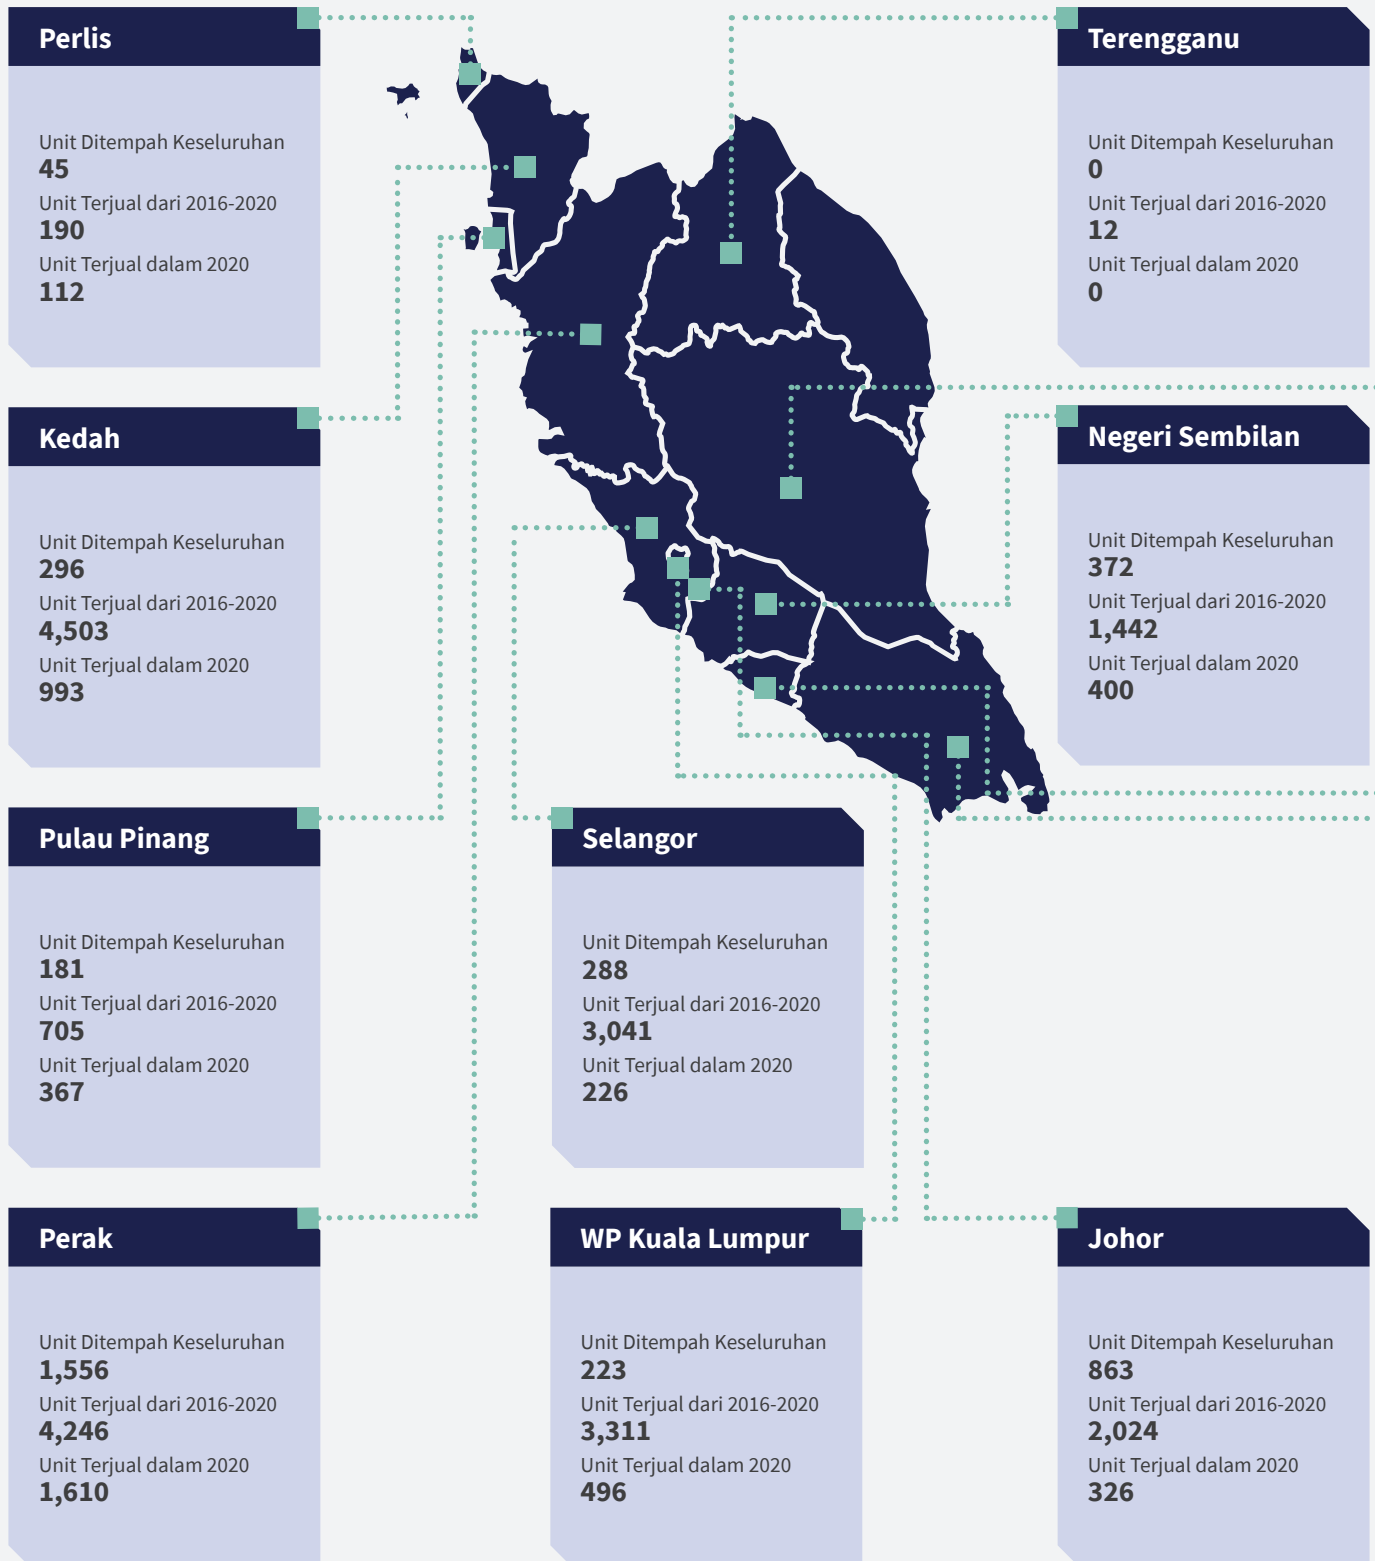 Perlis
Unit Ditempah Keseluruhan
45
Unit Terjual dari 2016-2020
190
Unit Terjual dalam 2020
112
Kedah
Unit Ditempah Keseluruhan
296
Unit Terjual dari 2016-2020
4,503
Unit Terjual dalam 2020
993
Pulau Pinang
Unit Ditempah Keseluruhan
181
Unit Terjual dari 2016-2020
705
Unit Terjual dalam 2020
367
Perak
Unit Ditempah Keseluruhan
1,556
Unit Terjual dari 2016-2020
4,246
Unit Terjual dalam 2020
1,610
Selangor
Unit Ditempah Keseluruhan
288
Unit Terjual dari 2016-2020
3,041
Unit Terjual dalam 2020
226
WP Kuala Lumpur
Unit Ditempah Keseluruhan
223
Unit Terjual dari 2016-2020
3,311
Unit Terjual dalam 2020
496
Terengganu
Unit Ditempah Keseluruhan
0
Unit Terjual dari 2016-2020
12
Unit Terjual dalam 2020
0
Negeri Sembilan
Unit Ditempah Keseluruhan
372
Unit Terjual dari 2016-2020
1,442
Unit Terjual dalam 2020
400
Johor
Unit Ditempah Keseluruhan
863
Unit Terjual dari 2016-2020
2,024
Unit Terjual dalam 2020
326